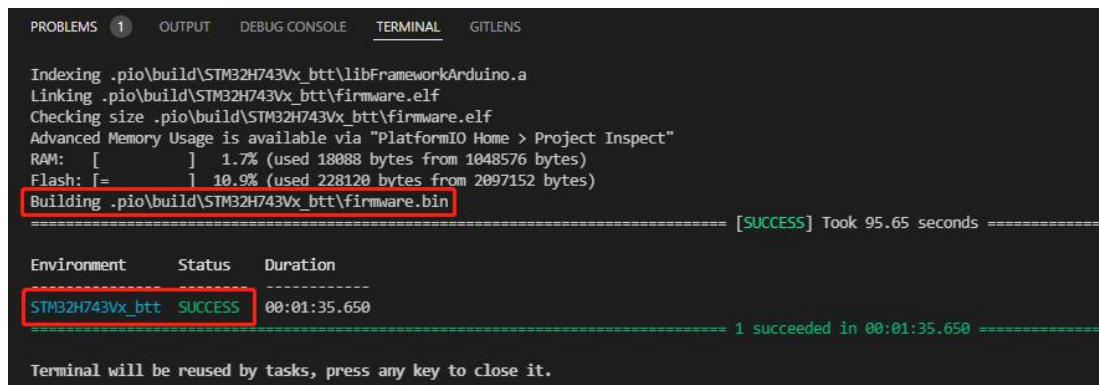 PROBLEMS 1 OUTPUT DEBUG CONSOLE TERMINAL GITLENS
Indexing .pio\build\STM32H743Vx_btt\libFrameworkArduino.a
Linking .pio\build\STM32H743Vx_btt\firmware.elf
Checking size .pio\build\STM32H743Vx_btt\firmware.elf
Advanced Memory Usage is available via "PlatformIO Home > Project Inspect"
RAM:   [          ]   1.7% (used 18088 bytes from 1048576 bytes)
Flash: [=         ]  10.9% (used 228120 bytes from 2097152 bytes)
Building .pio\build\STM32H743Vx_btt\firmware.bin
================================================================================ [SUCCESS] Took 95.65 seconds =============
Environment      Status    Duration
---------------  --------  ------------
STM32H743Vx_btt  SUCCESS   00:01:35.650
================================================================================ 1 succeeded in 00:01:35.650 ==============
Terminal will be reused by tasks, press any key to close it.